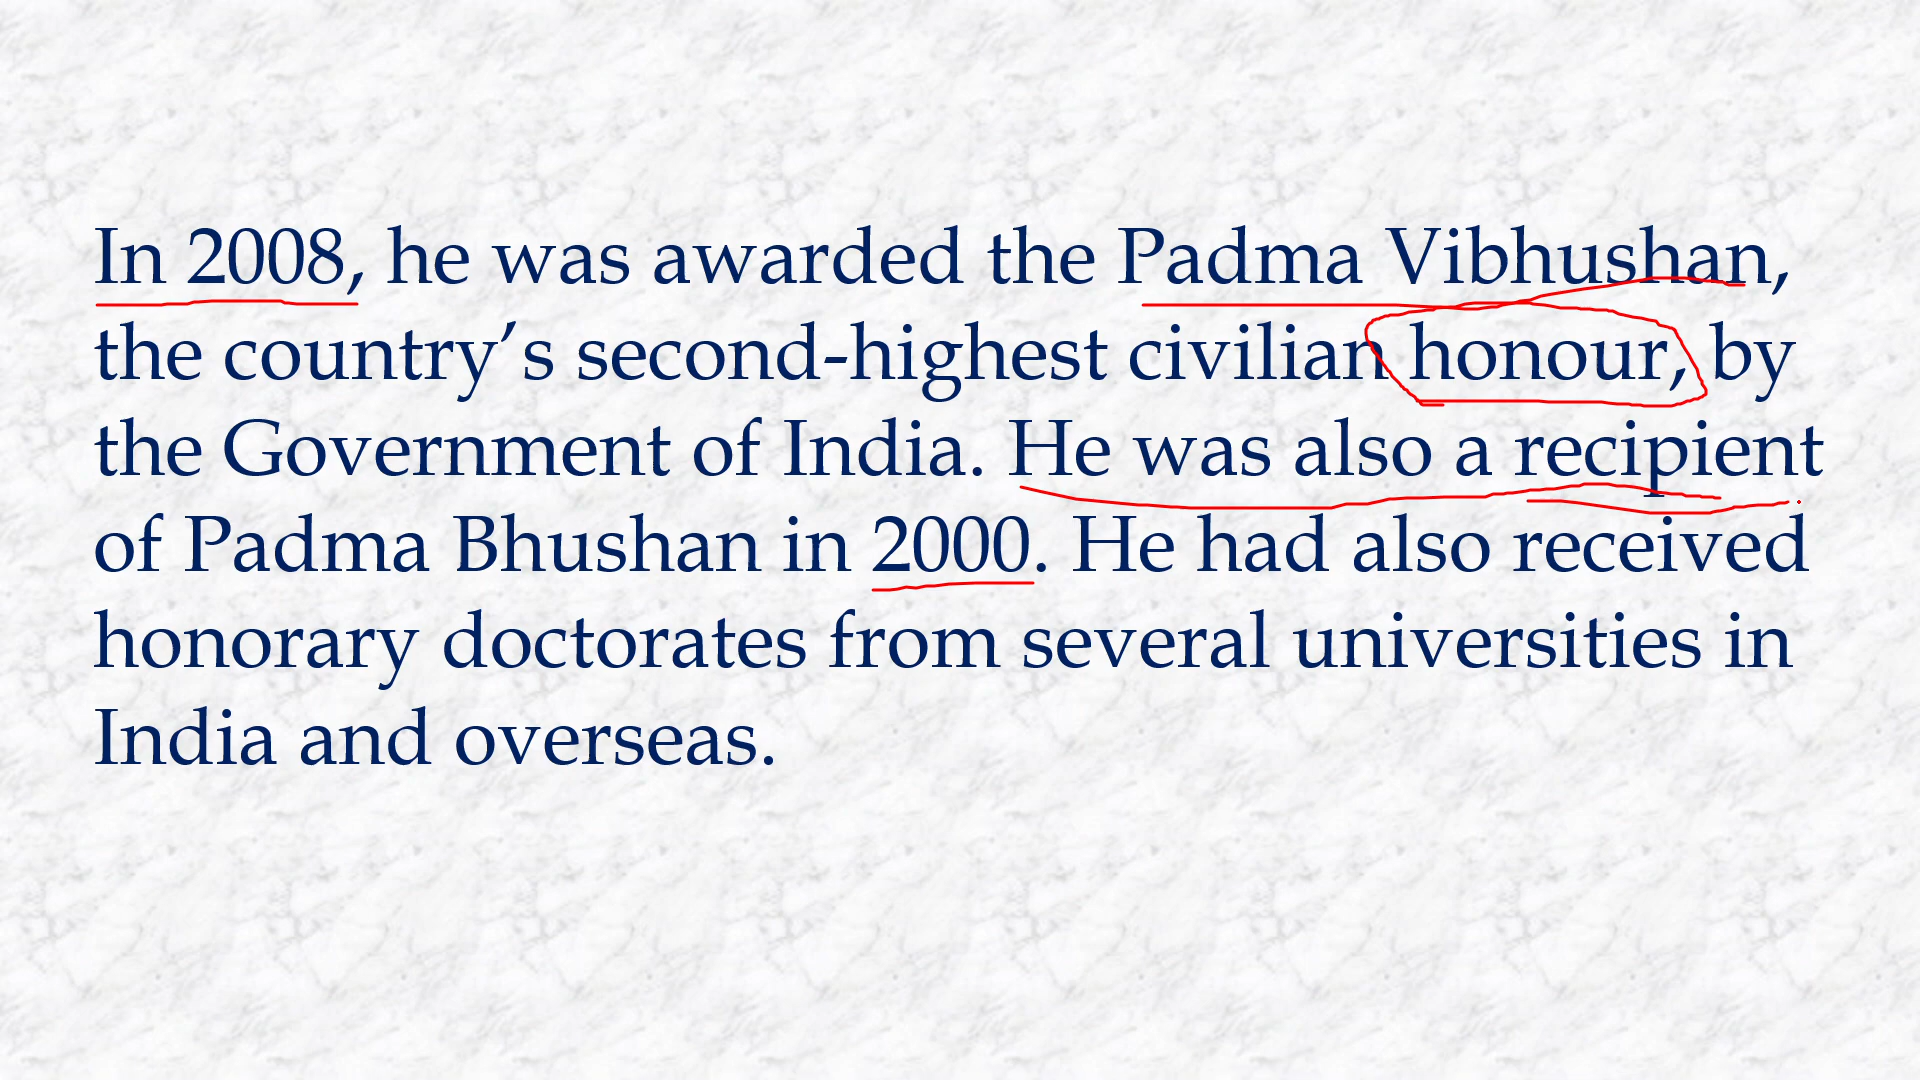 In 2008, he was awarded the Padma Vibhushan,
the country’s second-highest civilian honour, by
the Government of India. He was also a recipient
of Padma Bhushan in 2000. He had also received
honorary doctorates from several universities in
India and overseas.